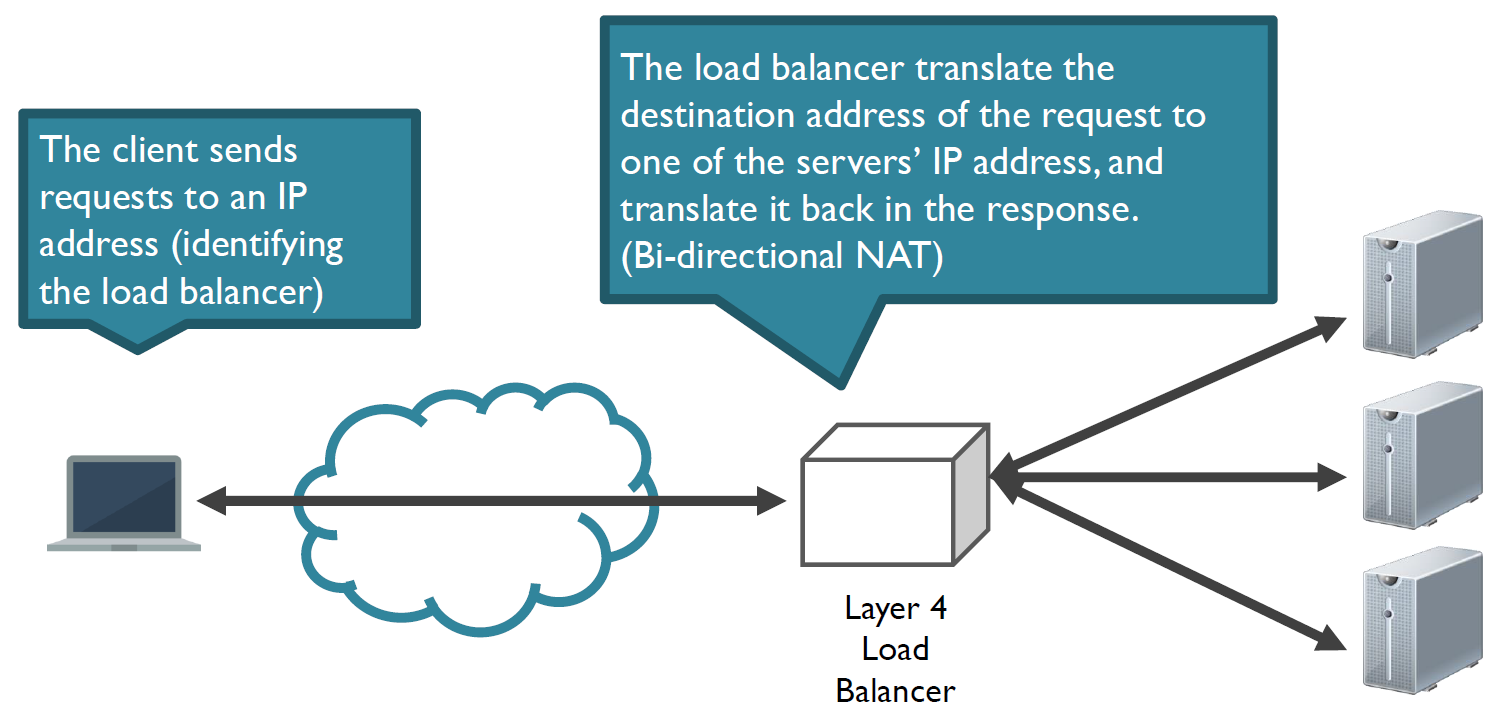 The client sends
requests to an IP
address (identifying
the load balancer)
The load balancer translate the
destination address of the request to
one of the servers’ IP address, and
translate it back in the response.
(Bi-directional NAT)
Layer 4
Load
Balancer